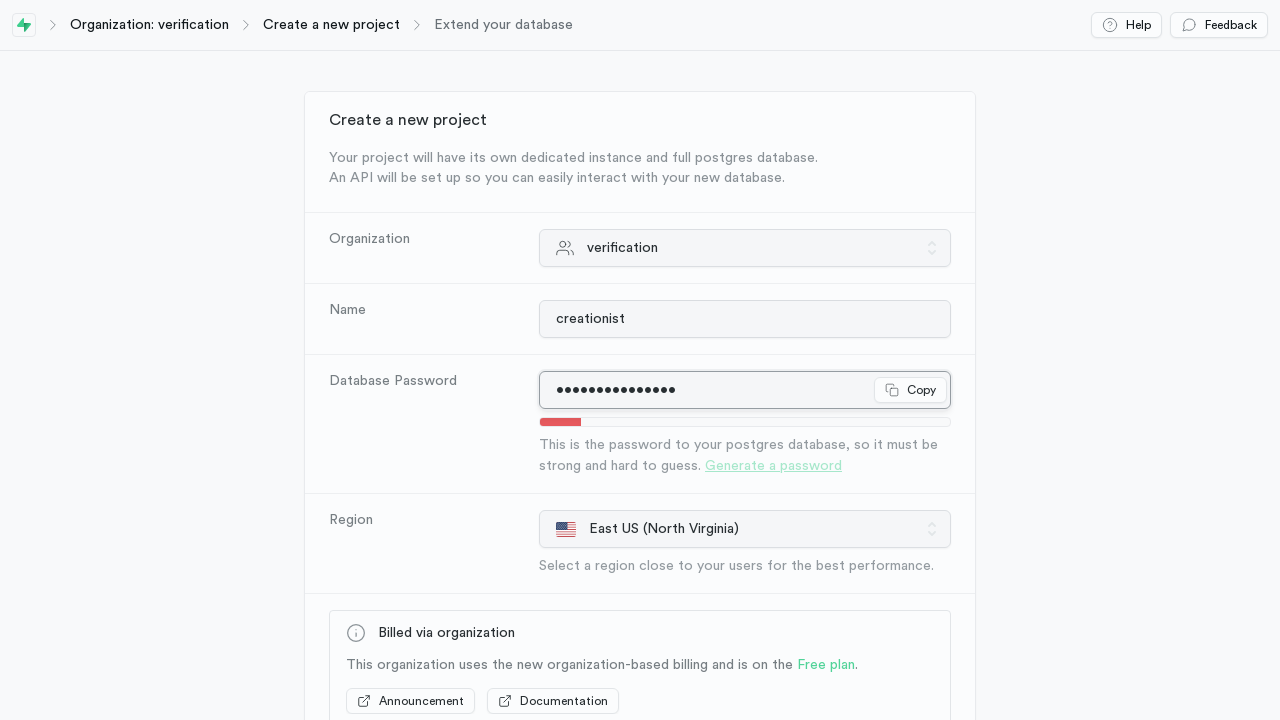 Organization: verification
Create a new project
Extend your database
Help
Feedback
Create a new project
Your project will have its own dedicated instance and full postgres database.
An API will be set up so you can easily interact with your new database.
Organization
verification
Name
creationist
Database Password
•••••••••••••••
Copy
This is the password to your postgres database, so it must be
strong and hard to guess. Generate a password
Region
East US (North Virginia)
Select a region close to your users for the best performance.
Billed via organization
This organization uses the new organization-based billing and is on the Free plan.
Announcement
Documentation